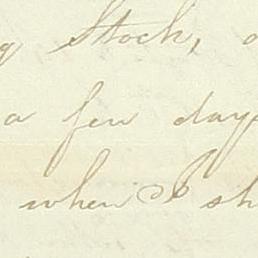 g Stock,
a few days
when I sh